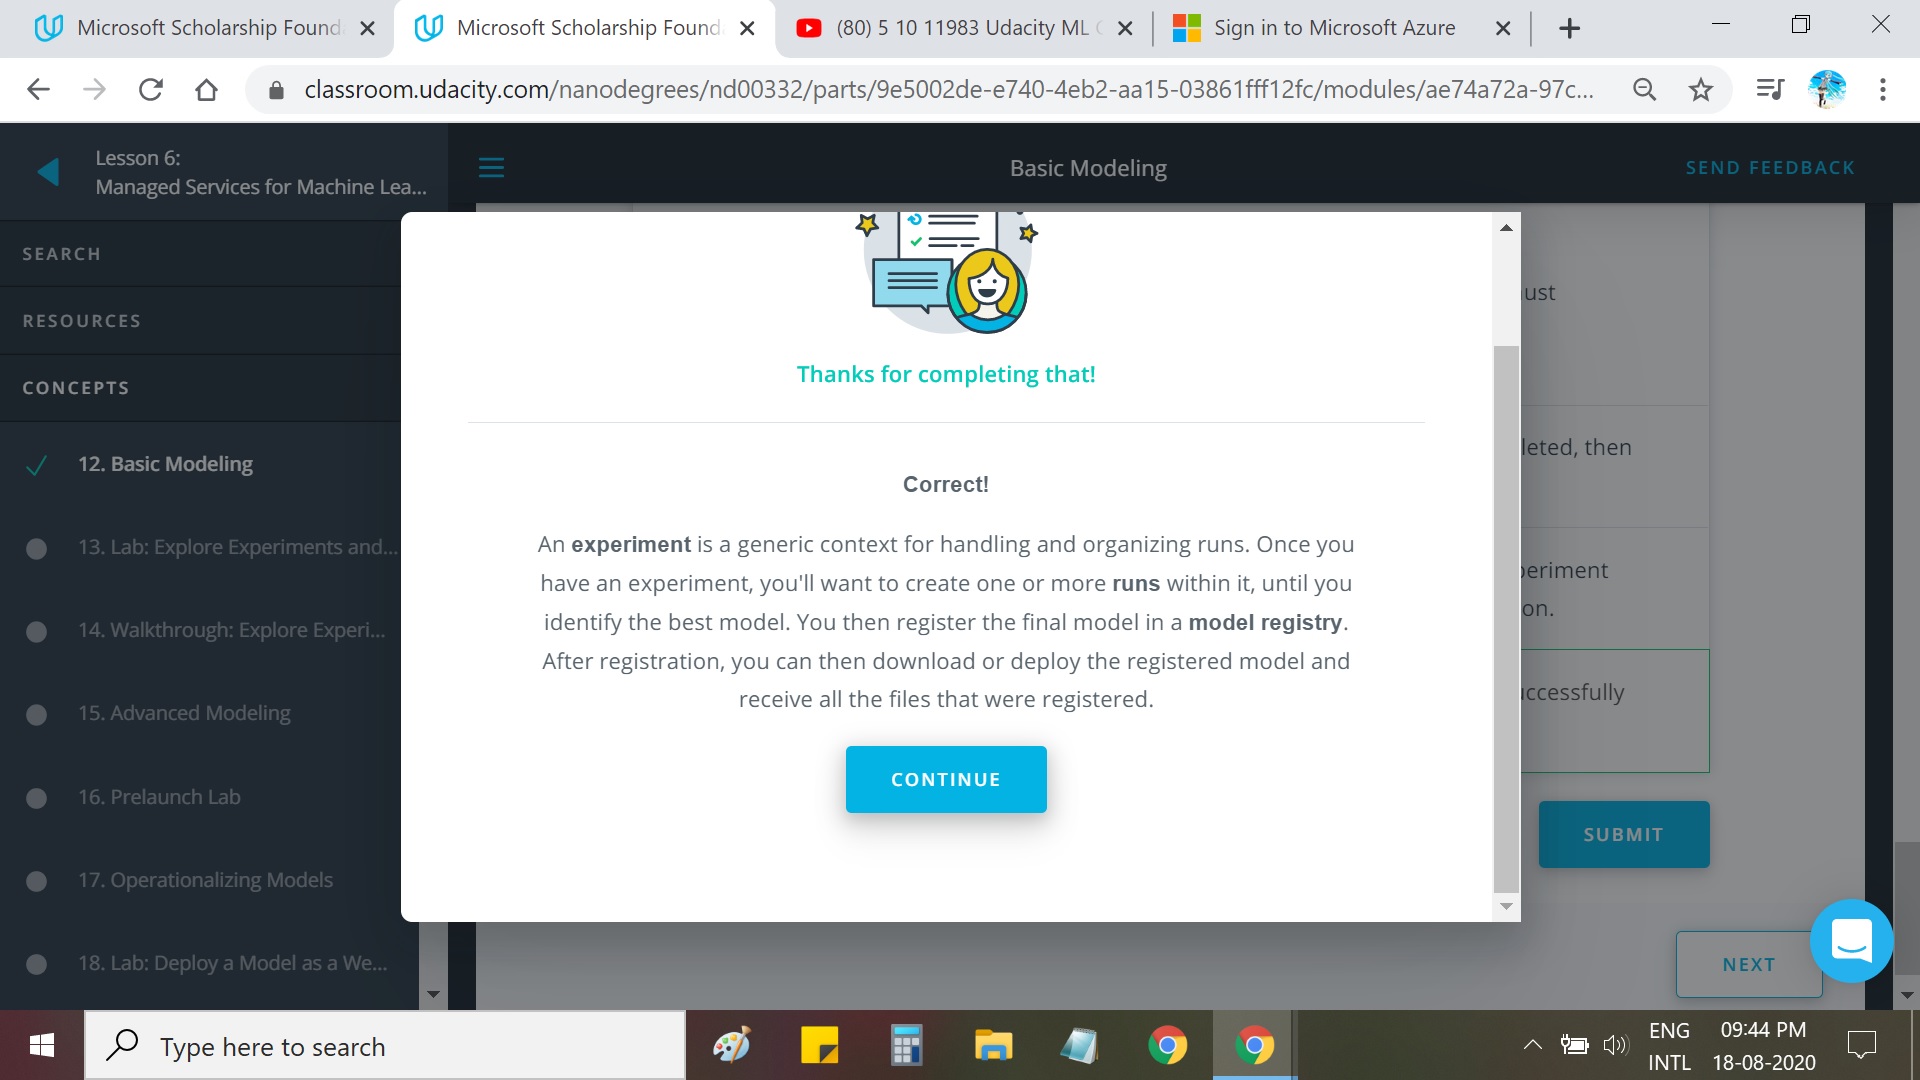 Microsoft Scholarship Found
Microsoft Scholarship Found
(80) 5 10 11983 Udacity ML
Sign in to Microsoft Azure
classroom.udacity.com/nanodegrees/nd00332/parts/9e5002de-e740-4eb2-aa15-03861fff12fc/modules/ae74a72a-97c...
Lesson 6:
Managed Services for Machine Lea...
Basic Modeling
SEND FEEDBACK
SEARCH
RESOURCES
CONCEPTS
12. Basic Modeling
13. Lab: Explore Experiments and...
14. Walkthrough: Explore Experi...
15. Advanced Modeling
16. Prelaunch Lab
17. Operationalizing Models
18. Lab: Deploy a Model as a We...
Thanks for completing that!
Correct!
An experiment is a generic context for handling and organizing runs. Once you
have an experiment, you'll want to create one or more runs within it, until you
identify the best model. You then register the final model in a model registry.
After registration, you can then download or deploy the registered model and
receive all the files that were registered.
CONTINUE
ust
leted, then
periment
on.
ccessfully
SUBMIT
NEXT
Type here to search
ENG
INTL
09:44 PM
18-08-2020